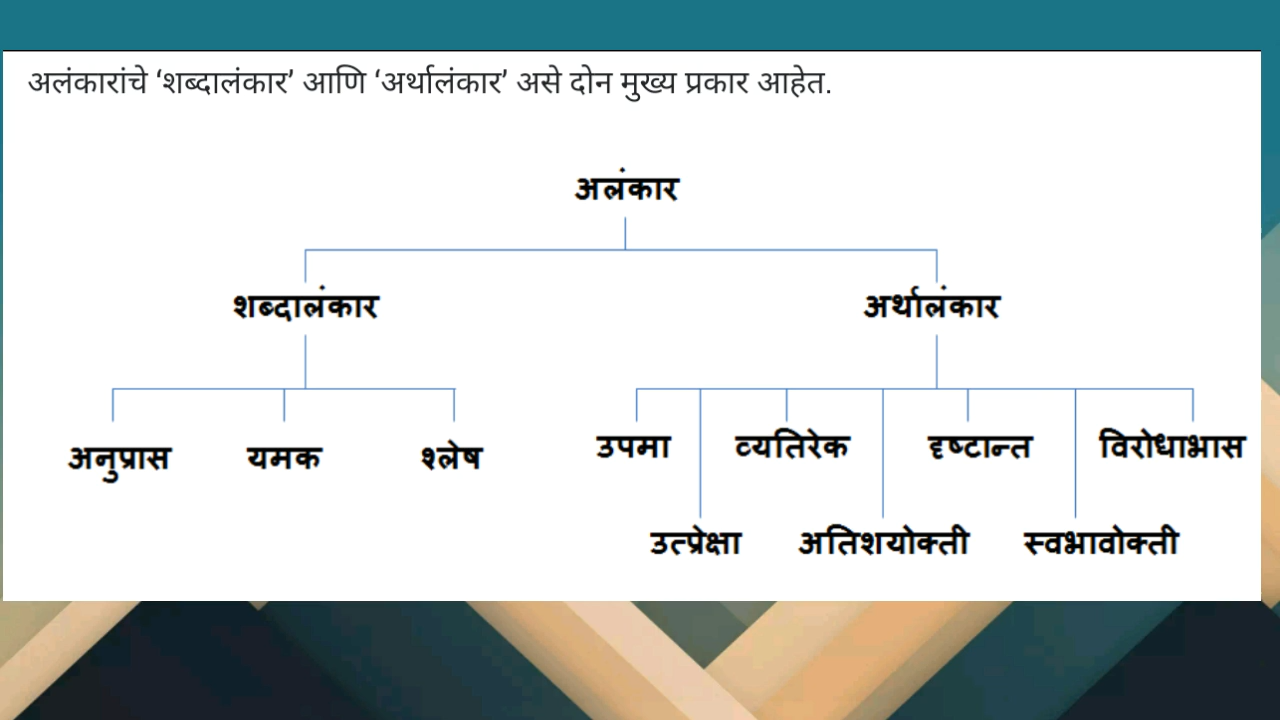 अलंकारांचे ‘शब्दालंकार’ आणि ‘अर्थालंकार’ असे दोन मुख्य प्रकार आहेत.
अलंकार
शब्दालंकार अर्थालंकार
अनुप्रास यमक श्लेष उपमा व्यतिरेक दृष्टान्त विरोधाभास
उत्प्रेक्षा अतिशयोक्ती स्वभावोक्ती